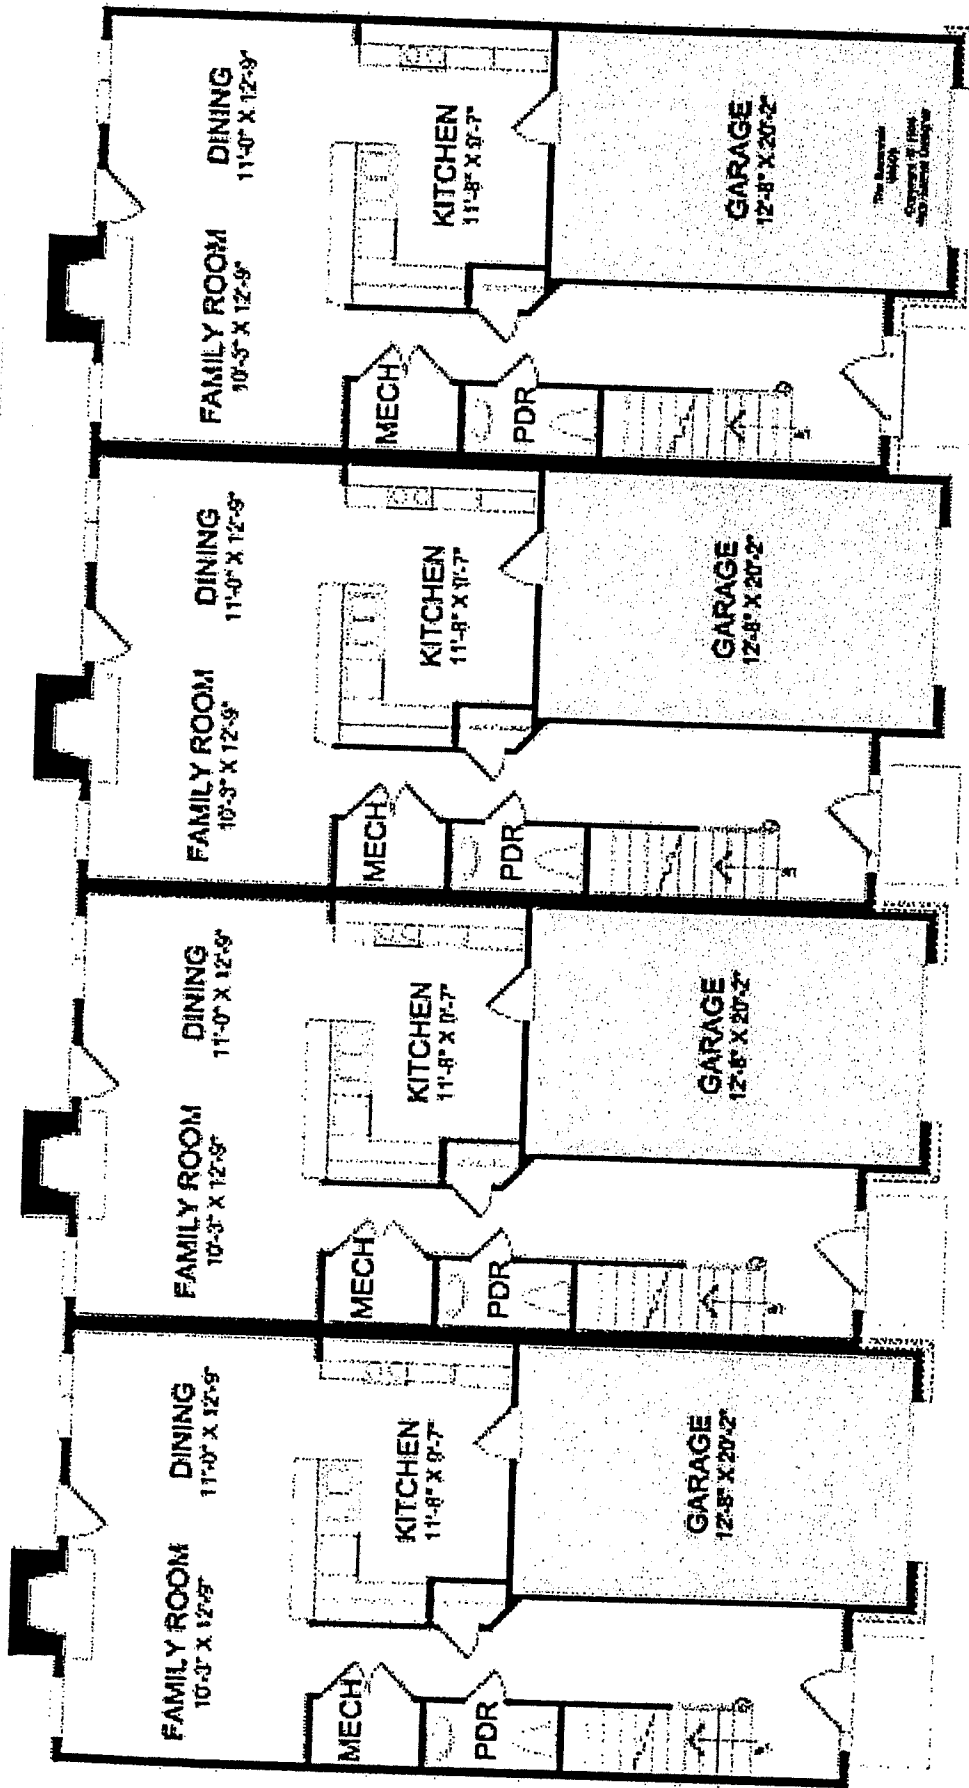 FAMILY ROOM
10'-3" X 12'-9"
DINING
11'-0" X 12'-9"
MECH
KITCHEN
11'-8" X 9'-7"
PDR
GARAGE
12'-8" X 20'-2"
FAMILY ROOM
10'-3" X 12'-9"
DINING
11'-0" X 12'-9"
MECH
KITCHEN
11'-8" X 9'-7"
PDR
GARAGE
12'-8" X 20'-2"
FAMILY ROOM
10'-3" X 12'-9"
DINING
11'-0" X 12'-9"
MECH
KITCHEN
11'-8" X 9'-7"
PDR
GARAGE
12'-8" X 20'-2"
FAMILY ROOM
10'-3" X 12'-9"
DINING
11'-0" X 12'-9"
MECH
KITCHEN
11'-8" X 9'-7"
PDR
GARAGE
12'-8" X 20'-2"